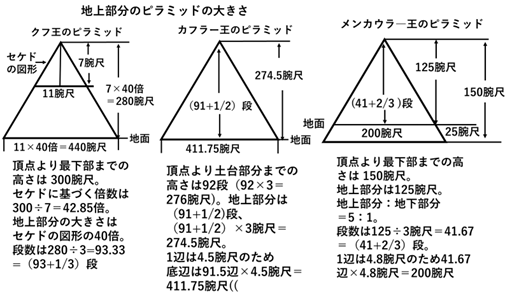 地上部分のピラミッドの大きさ
クフ王のピラミッド
セケド
の図形
7腕尺
11腕尺
7×40倍
=280腕尺
地面
11×40倍=440腕尺
頂点より最下部までの
高さは 300腕尺。
セケドに基づく倍数は
300÷7=42.85倍。
地上部分の大きさは
セケドの図形の40倍。
段数は280÷3=93.33
=（93+1/3）段
カフラー王のピラミッド
274.5腕尺
（91+1/2）段
地面
411.75腕尺
頂点より土台部分までの
高さは92段（92×3=
276腕尺）。地上部分は
（91+1/2）段、
（91+1/2）×3腕尺=
274.5腕尺。
1辺は4.5腕尺のため
底辺は91.5辺×4.5腕尺=
411.75腕尺((
メンカウラー王のピラミッド
125腕尺
150腕尺
（41+2/3）段
200腕尺
25腕尺
頂点より最下部までの高
さは 150腕尺。
地上部分は125腕尺。
地上部分：地下部分
=5：1。
段数は125÷3腕尺=41.67
=（41+2/3）段。
1辺は4.8腕尺のため41.67
辺×4.8腕尺=200腕尺